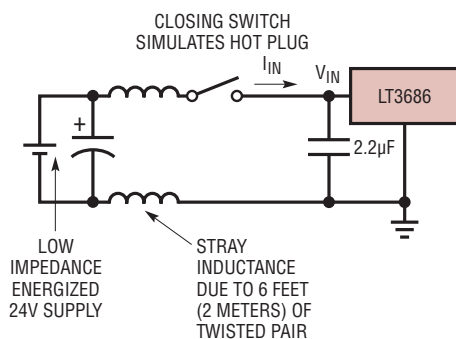 CLOSING SWITCH
SIMULATES HOT PLUG
IIN
VIN
LT3686
+
2.2µF
LOW
IMPEDANCE
ENERGIZED
24V SUPPLY
STRAY
INDUCTANCE
DUE TO 6 FEET
(2 METERS) OF
TWISTED PAIR